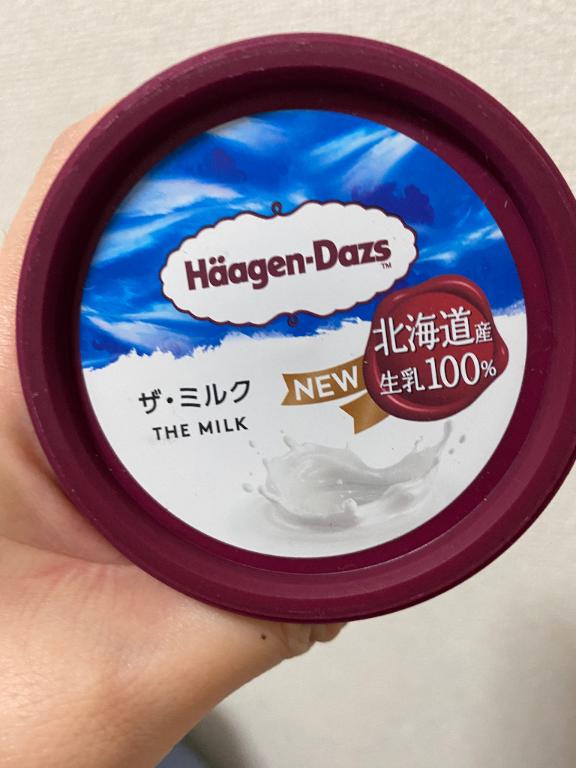 Häagen-Dazs
TM
北海道産
生乳100%
NEW
ザ・ミルク
THE MILK